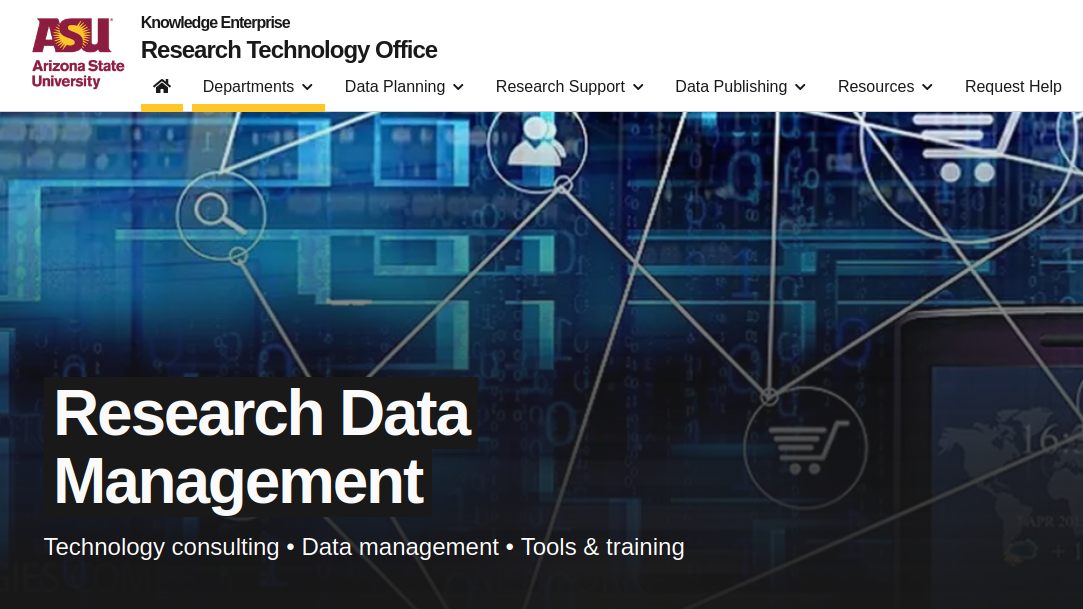 ASU
Arizona State
University
Knowledge Enterprise
Research Technology Office
Departments Data Planning Research Support Data Publishing Resources Request Help
Research Data
Management
Technology consulting • Data management • Tools & training